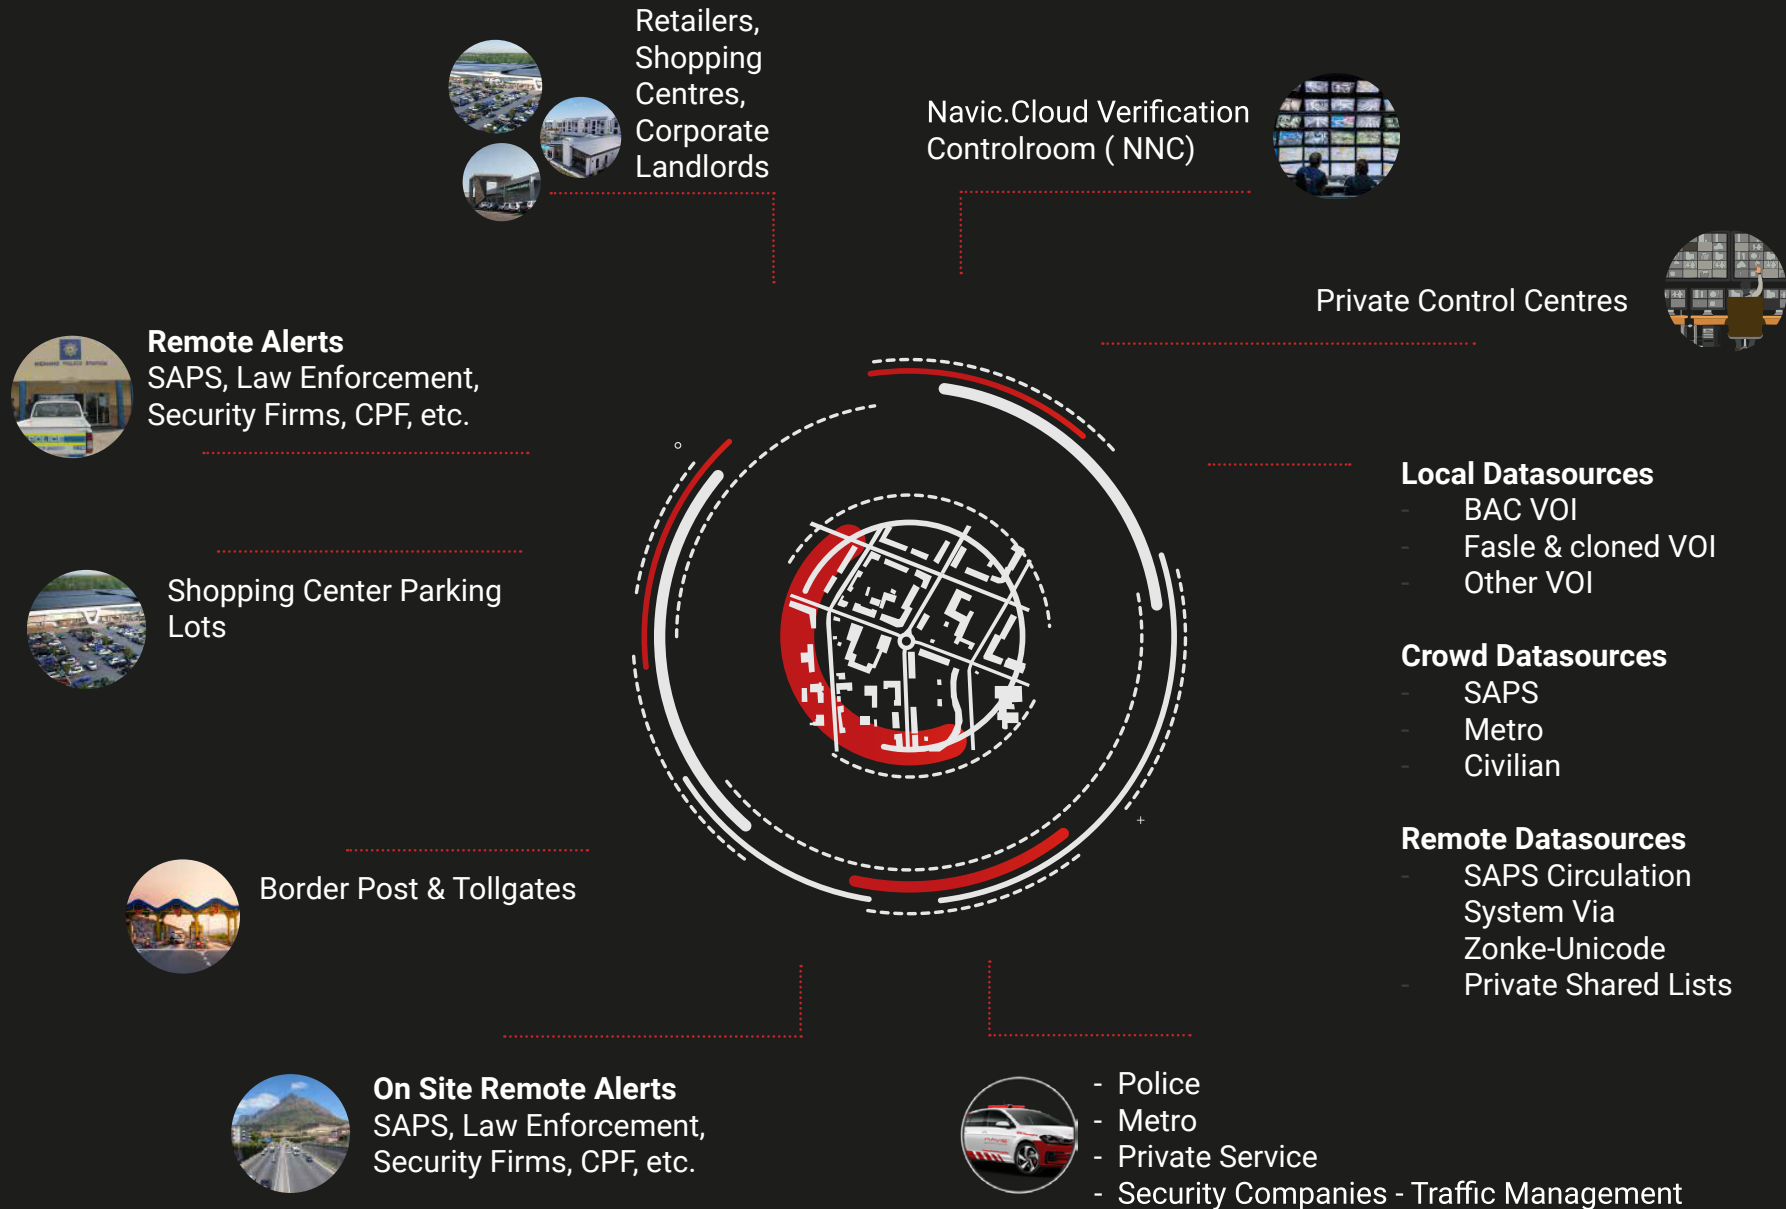 Retailers,
Shopping
Centres,
Corporate
Landlords
Navic.Cloud Verification
Controlroom ( NNC)
Private Control Centres
Remote Alerts
SAPS, Law Enforcement,
Security Firms, CPF, etc.
Shopping Center Parking
Lots
Border Post & Tollgates
Local Datasources
- BAC VOI
- Fasle & cloned VOI
- Other VOI
Crowd Datasources
- SAPS
- Metro
- Civilian
Remote Datasources
- SAPS Circulation
System Via
Zonke-Unicode
- Private Shared Lists
On Site Remote Alerts
SAPS, Law Enforcement,
Security Firms, CPF, etc.
- Police
- Metro
- Private Service
- Security Companies - Traffic Management